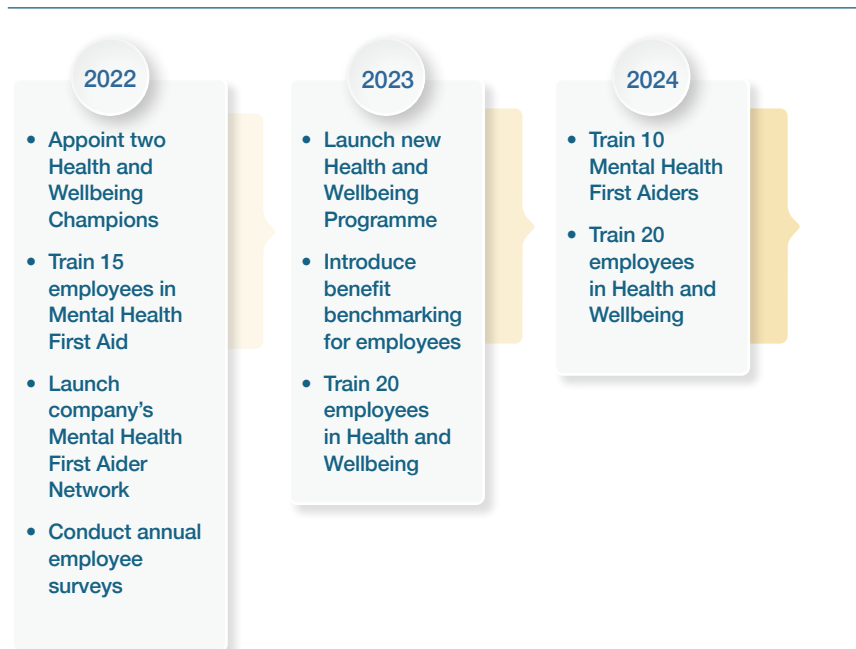 2022
• Appoint two
Health and
Wellbeing
Champions
• Train 15
employees in
Mental Health
First Aid
• Launch
company’s
Mental Health
First Aider
Network
• Conduct annual
employee
surveys
2023
• Launch new
Health and
Wellbeing
Programme
• Introduce
benefit
benchmarking
for employees
• Train 20
employees
in Health and
Wellbeing
2024
• Train 10
Mental Health
First Aiders
• Train 20
employees
in Health and
Wellbeing